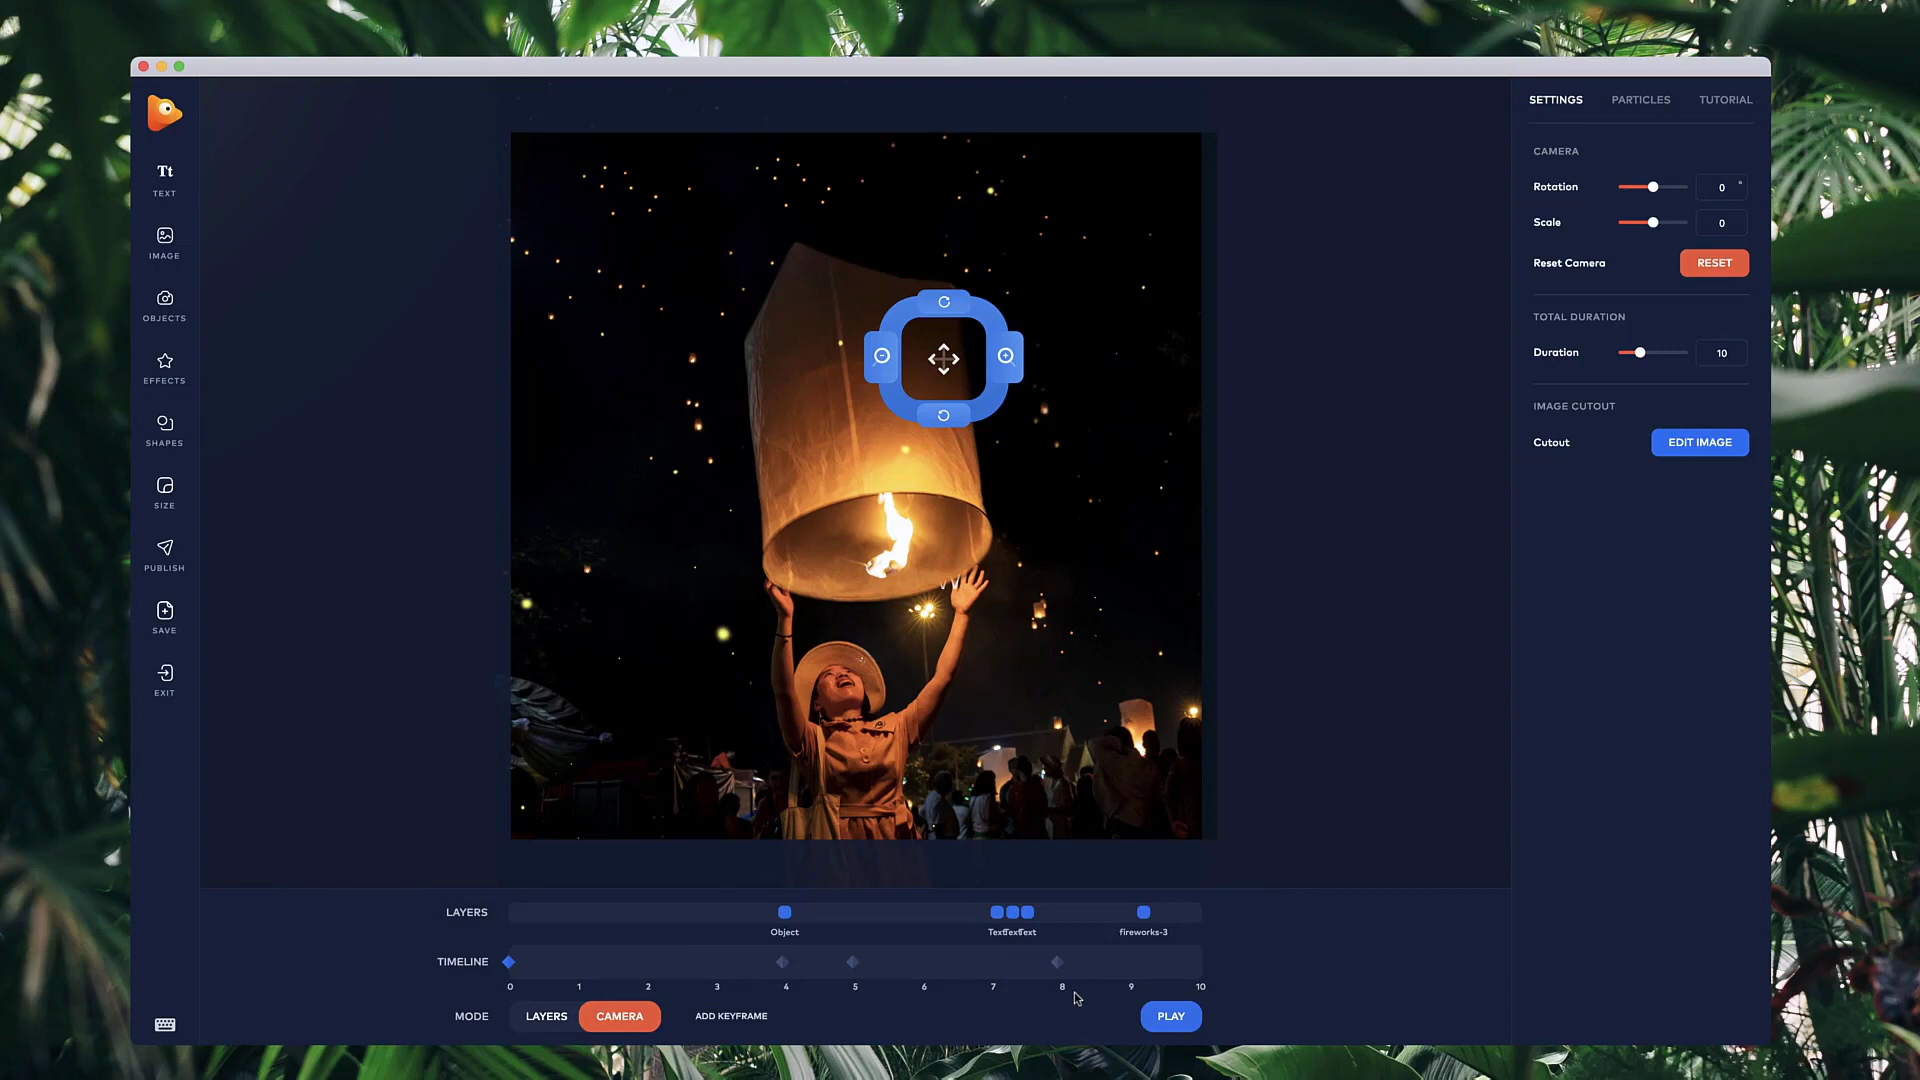 Tt
TEXT
IMAGE
OBJECTS
EFFECTS
SHAPES
SIZE
PUBLISH
SAVE
EXIT
SETTINGS PARTICLES TUTORIAL
CAMERA
Rotation 0 °
Scale 0
Reset Camera RESET
TOTAL DURATION
Duration 10
IMAGE CUTOUT
Cutout EDIT IMAGE
LAYERS
Object TextTextText fireworks-3
TIMELINE
0 1 2 3 4 5 6 7 8 9 10
MODE LAYERS CAMERA ADD KEYFRAME PLAY